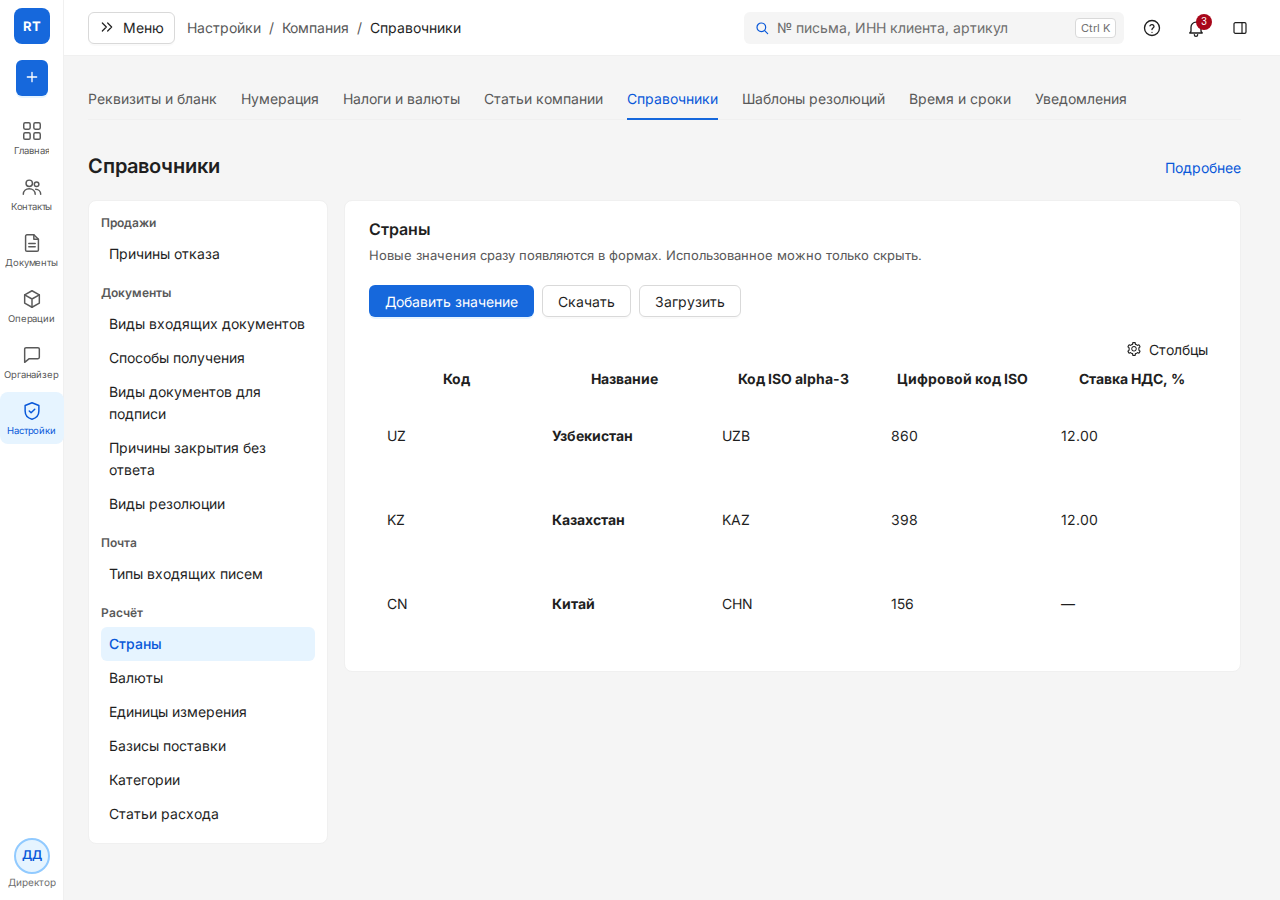 RT
Меню
Настройки / Компания / Справочники
№ письма, ИНН клиента, артикул
Ctrl K
3
Главная
Контакты
Документы
Операции
Органайзер
Настройки
ДД
Директор
Реквизиты и бланк
Нумерация
Налоги и валюты
Статьи компании
Справочники
Шаблоны резолюций
Время и сроки
Уведомления
Справочники
Подробнее
Продажи
Причины отказа
Документы
Виды входящих документов
Способы получения
Виды документов для
подписи
Причины закрытия без
ответа
Виды резолюции
Почта
Типы входящих писем
Расчёт
Страны
Валюты
Единицы измерения
Базисы поставки
Категории
Статьи расхода
Страны
Новые значения сразу появляются в формах. Использованное можно только скрыть.
Добавить значение
Скачать
Загрузить
Столбцы
Код Название Код ISO alpha-3 Цифровой код ISO Ставка НДС, %
UZ Узбекистан UZB 860 12.00
KZ Казахстан KAZ 398 12.00
CN Китай CHN 156 —